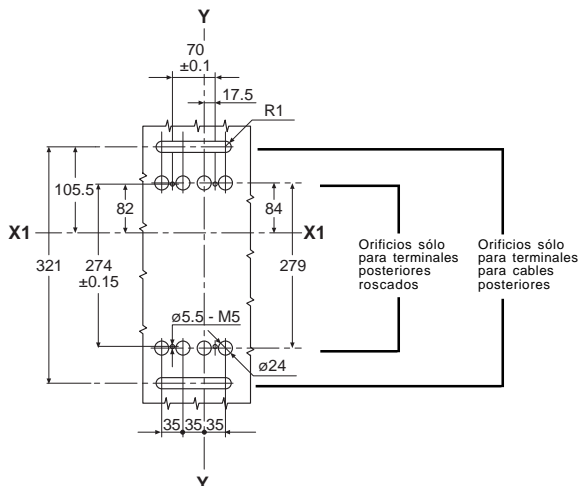 Y
70
±0.1
17.5
R1
105.5
82
84
X1
X1
321
274
±0.15
279
Orificios sólo
para terminales
posteriores
roscados
Orificios sólo
para terminales
para cables
posteriores
ø5.5 - M5
ø24
35 35 35
Y